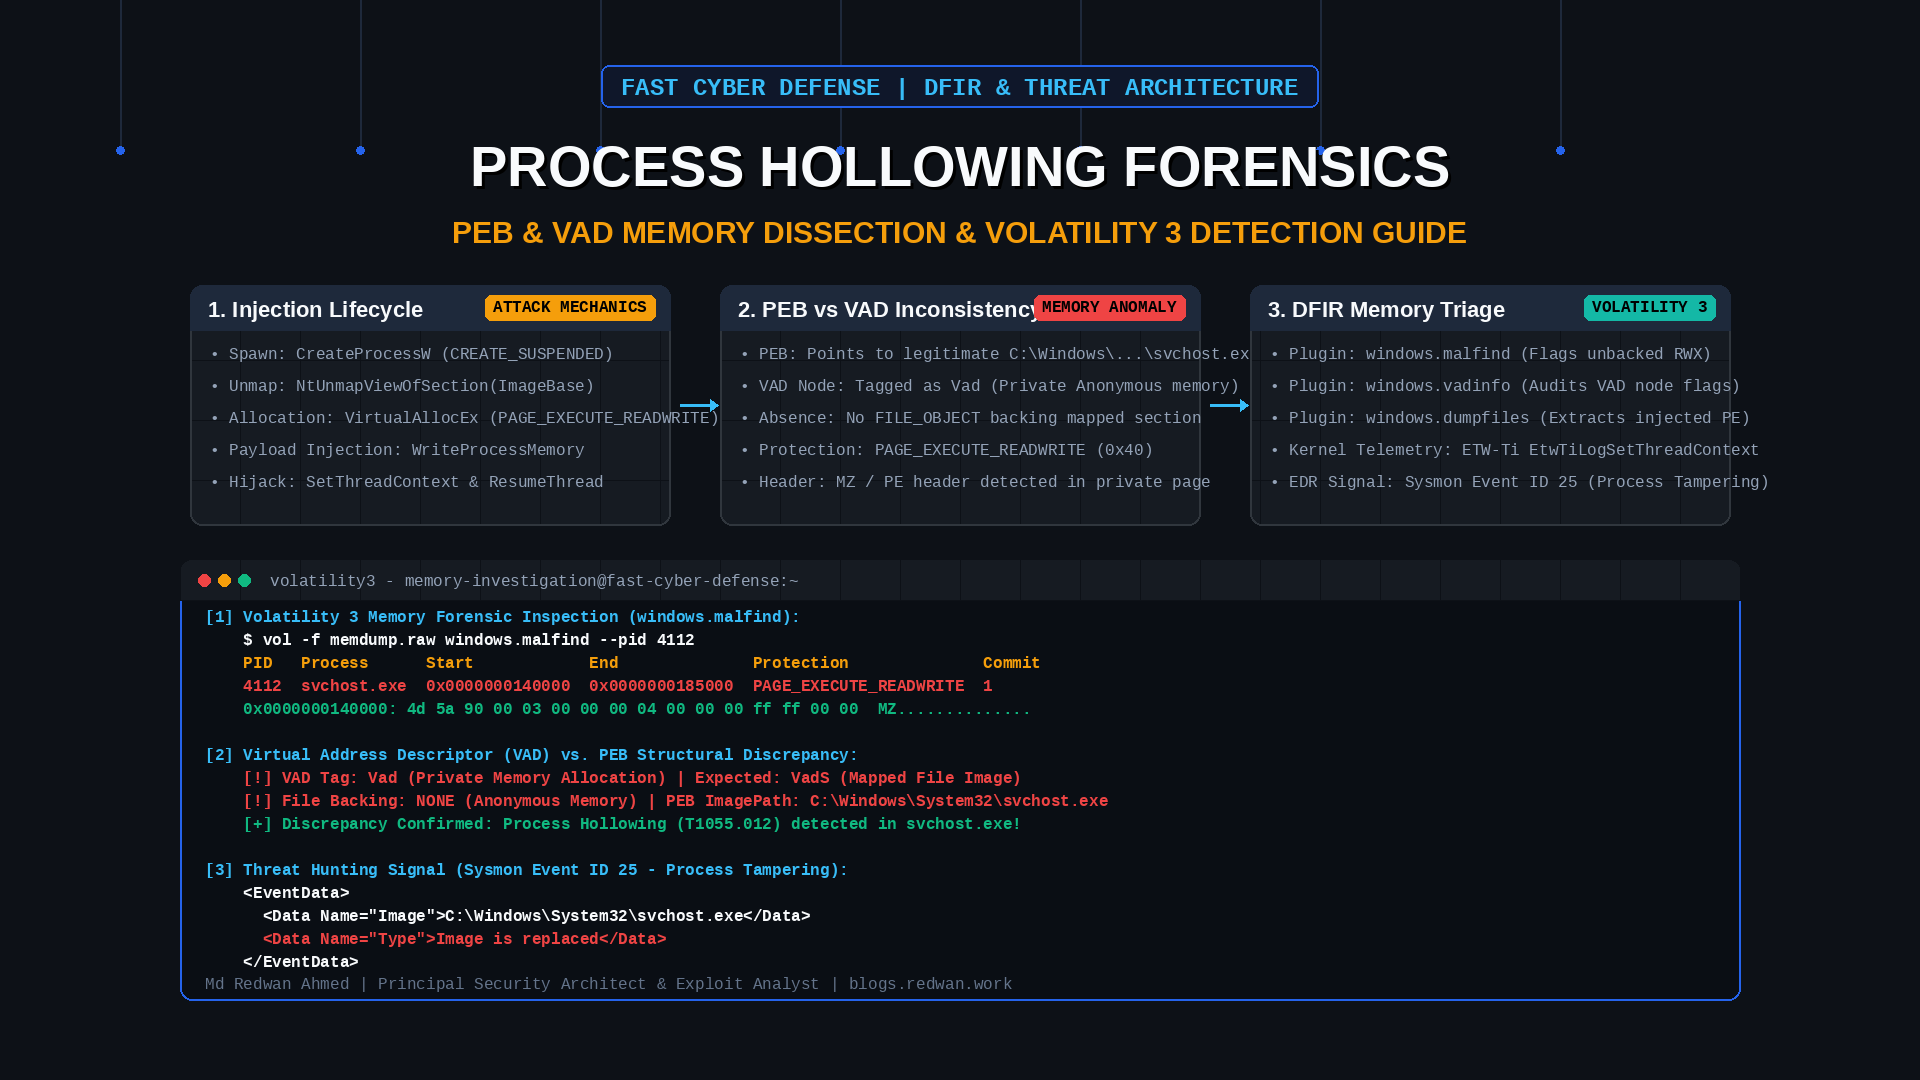 FAST CYBER DEFENSE | DFIR & THREAT ARCHITECTURE
PROCESS HOLLOWING FORENSICS
PEB & VAD MEMORY DISSECTION & VOLATILITY 3 DETECTION GUIDE
1. Injection Lifecycle
ATTACK MECHANICS
• Spawn: CreateProcessW (CREATE_SUSPENDED)
• Unmap: NtUnmapViewOfSection(ImageBase)
• Allocation: VirtualAllocEx (PAGE_EXECUTE_READWRITE)
• Payload Injection: WriteProcessMemory
• Hijack: SetThreadContext & ResumeThread
2. PEB vs VAD Inconsistency
MEMORY ANOMALY
• PEB: Points to legitimate C:\Windows\...\svchost.ex
• VAD Node: Tagged as Vad (Private Anonymous memory)
• Absence: No FILE_OBJECT backing mapped section
• Protection: PAGE_EXECUTE_READWRITE (0x40)
• Header: MZ / PE header detected in private page
3. DFIR Memory Triage
VOLATILITY 3
• Plugin: windows.malfind (Flags unbacked RWX)
• Plugin: windows.vadinfo (Audits VAD node flags)
• Plugin: windows.dumpfiles (Extracts injected PE)
• Kernel Telemetry: ETW-Ti EtwTiLogSetThreadContext
• EDR Signal: Sysmon Event ID 25 (Process Tampering)
volatility3 - memory-investigation@fast-cyber-defense:~
[1] Volatility 3 Memory Forensic Inspection (windows.malfind):
$ vol -f memdump.raw windows.malfind --pid 4112
PID   Process      Start            End              Protection              Commit
4112  svchost.exe  0x0000000140000  0x0000000185000  PAGE_EXECUTE_READWRITE  1
0x0000000140000: 4d 5a 90 00 03 00 00 00 04 00 00 00 ff ff 00 00  MZ..............
[2] Virtual Address Descriptor (VAD) vs. PEB Structural Discrepancy:
[!] VAD Tag: Vad (Private Memory Allocation) | Expected: VadS (Mapped File Image)
[!] File Backing: NONE (Anonymous Memory) | PEB ImagePath: C:\Windows\System32\svchost.exe
[+] Discrepancy Confirmed: Process Hollowing (T1055.012) detected in svchost.exe!
[3] Threat Hunting Signal (Sysmon Event ID 25 - Process Tampering):
<EventData>
<Data Name="Image">C:\Windows\System32\svchost.exe</Data>
<Data Name="Type">Image is replaced</Data>
</EventData>
Md Redwan Ahmed | Principal Security Architect & Exploit Analyst | blogs.redwan.work